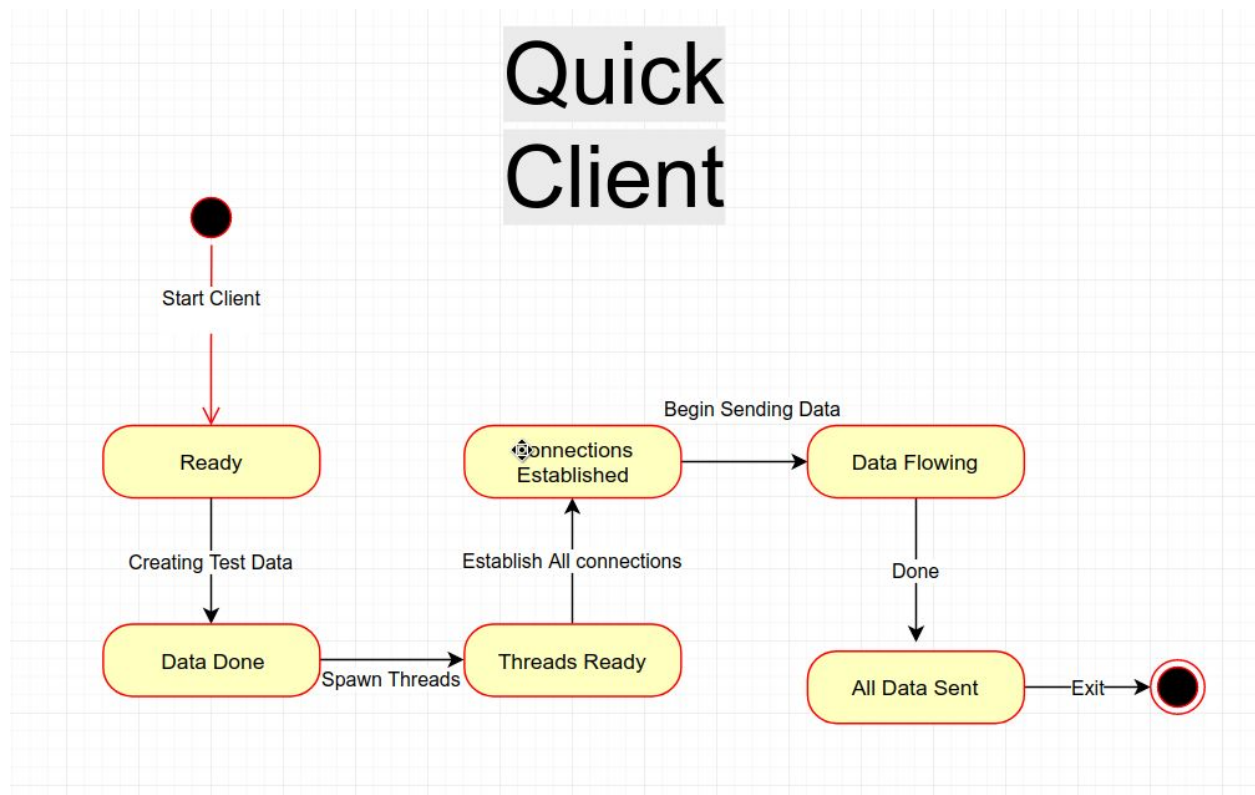 Quick
Client
Start Client
Ready
Creating Test Data
Data Done
Spawn Threads
Threads Ready
Establish All connections
onnections
Established
Begin Sending Data
Data Flowing
Done
All Data Sent
Exit